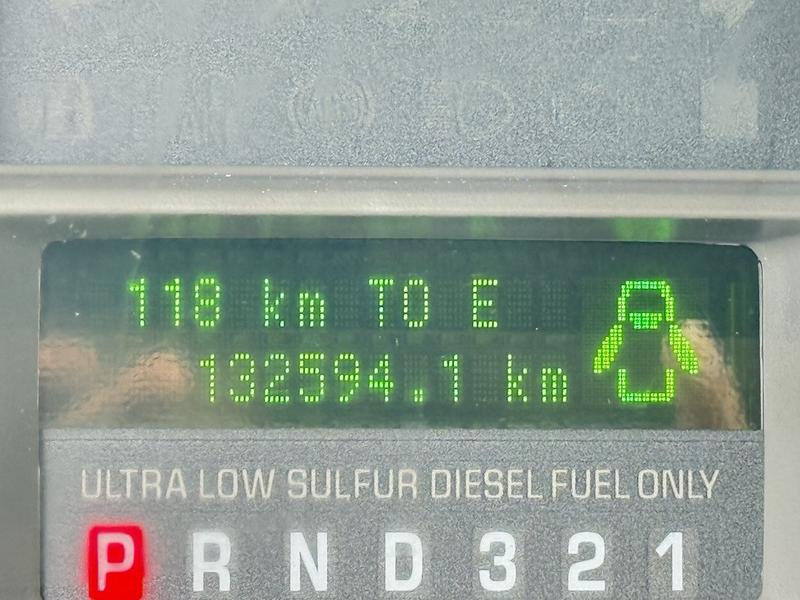 118 km TO E
132594.1 km
ULTRA LOW SULFUR DIESEL FUEL ONLY
P R N D 3 2 1